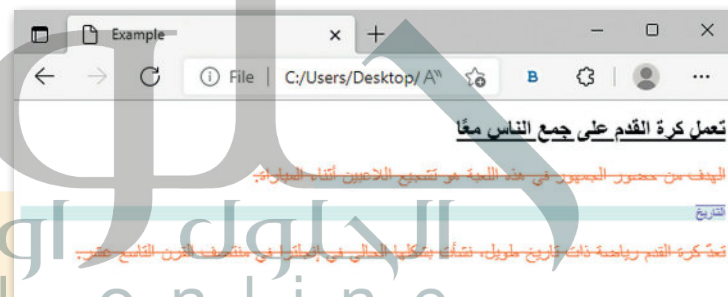 Example
File | C:/Users/Desktop/ A
B
تعمل كرة القدم على جمع الناس معًا
الهدف من حضور الجمهور في هذه اللعبة هو تشجيع اللاعبين أثناء المباراة.
التاريخ
تعدّ كرة القدم رياضة ذات تاريخ طويل، نشأت بشكلها الحالي في إنجلترا في منتصف القرن التاسع عشر.
online